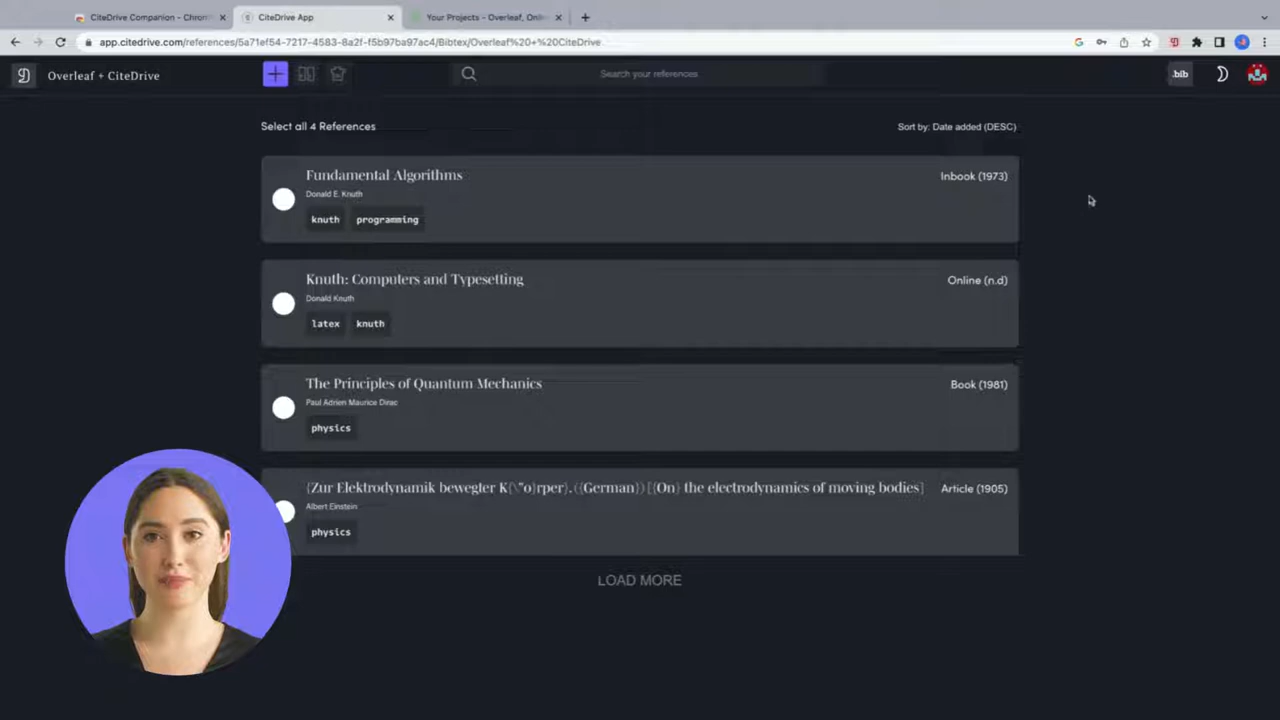 CiteDrive Companion - Chrom
CiteDrive App
Your Projects - Overleaf, Onli
app.citedrive.com/references/5a71ef54-7217-4583-8a2f-f5b97ba97ac4/Bibtex/Overleaf%20+%20CiteDrive
Overleaf + CiteDrive
Search your references
.bib
Select all 4 References
Sort by: Date added (DESC)
Fundamental Algorithms
Inbook (1973)
Donald E. Knuth
knuth programming
Knuth: Computers and Typesetting
Online (n.d)
Donald Knuth
latex knuth
The Principles of Quantum Mechanics
Book (1981)
Paul Adrien Maurice Dirac
physics
{Zur Elektrodynamik bewegter K{\"o}rper}.({German}) [{On} the electrodynamics of moving bodies]
Article (1905)
Albert Einstein
physics
LOAD MORE